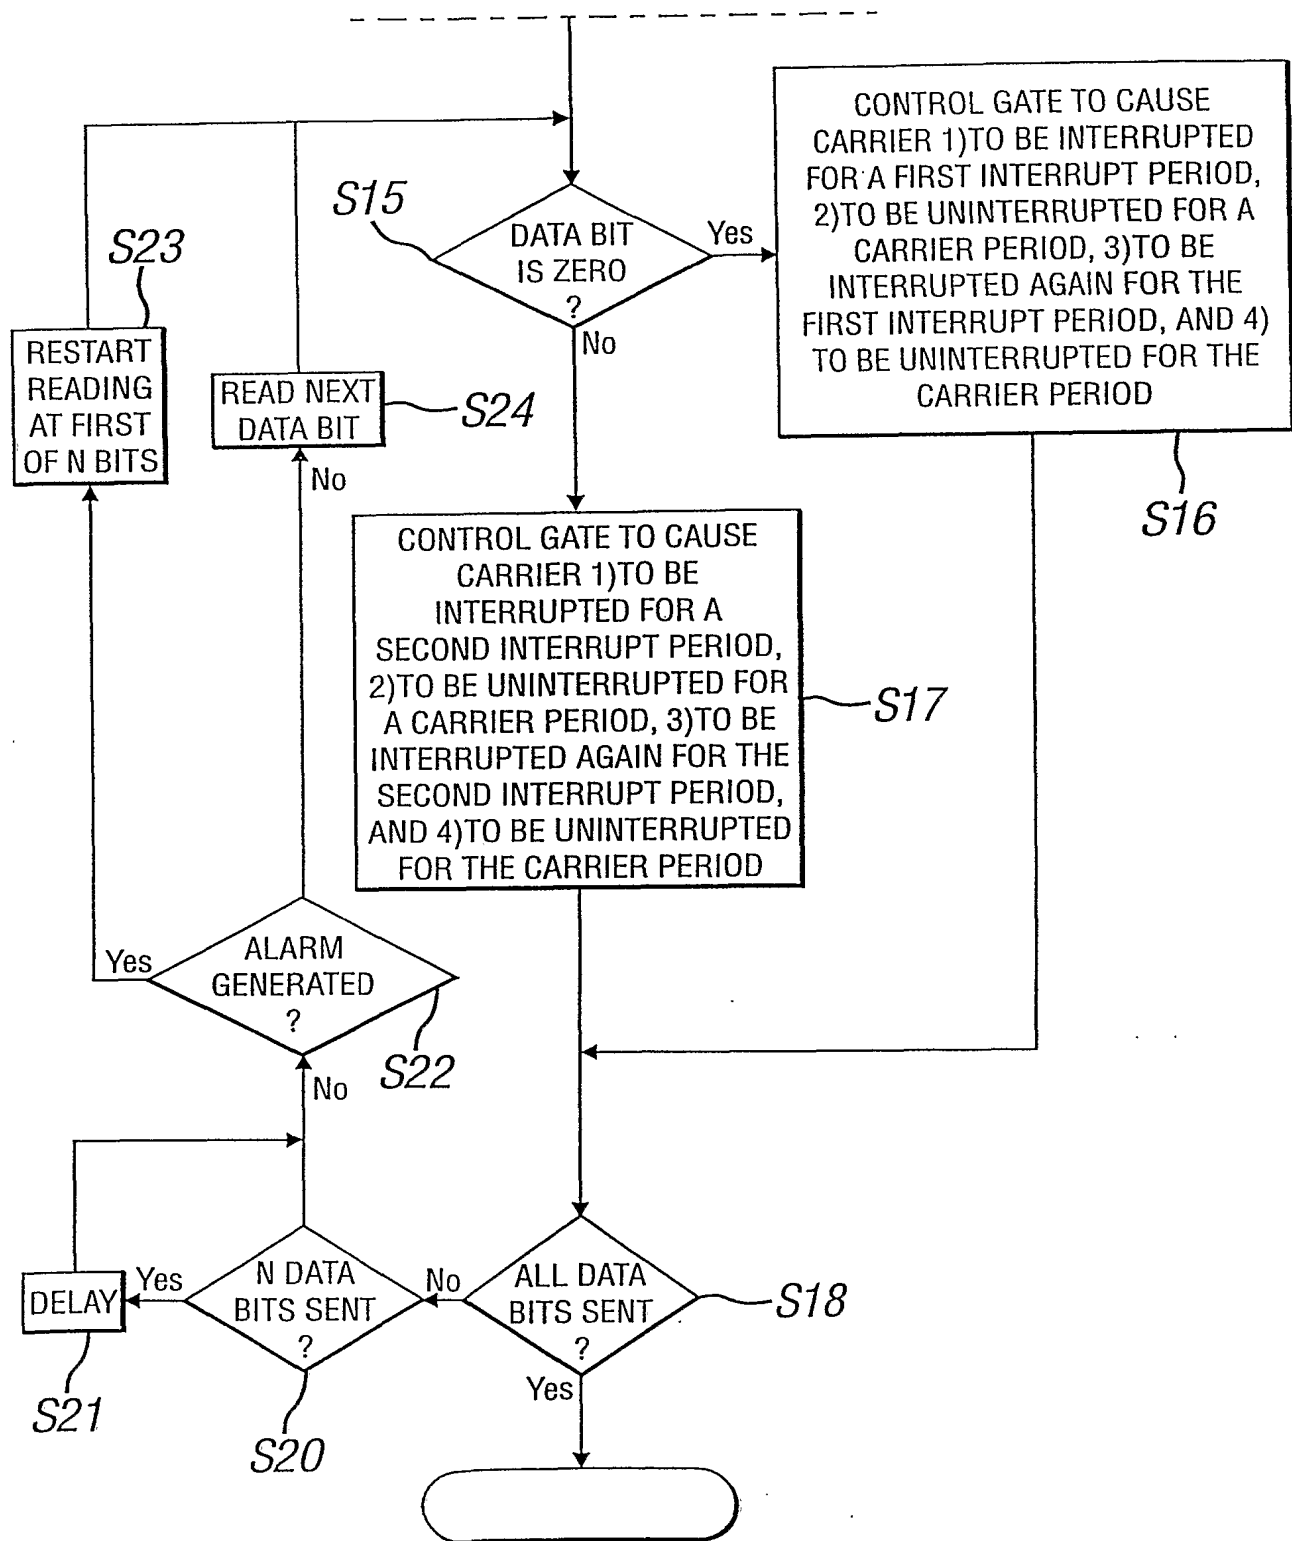 CONTROL GATE TO CAUSE
CARRIER 1)TO BE INTERRUPTED
FOR A FIRST INTERRUPT PERIOD,
2)TO BE UNINTERRUPTED FOR A
CARRIER PERIOD, 3)TO BE
INTERRUPTED AGAIN FOR THE
FIRST INTERRUPT PERIOD, AND 4)
TO BE UNINTERRUPTED FOR THE
CARRIER PERIOD
S16
S15
DATA BIT
IS ZERO
?
Yes
No
S23
RESTART
READING
AT FIRST
OF N BITS
READ NEXT
DATA BIT
S24
No
CONTROL GATE TO CAUSE
CARRIER 1)TO BE
INTERRUPTED FOR A
SECOND INTERRUPT PERIOD,
2)TO BE UNINTERRUPTED FOR
A CARRIER PERIOD, 3)TO BE
INTERRUPTED AGAIN FOR THE
SECOND INTERRUPT PERIOD,
AND 4)TO BE UNINTERRUPTED
FOR THE CARRIER PERIOD
S17
Yes
ALARM
GENERATED
?
S22
No
DELAY
S21
Yes
N DATA
BITS SENT
?
S20
No
ALL DATA
BITS SENT
?
S18
Yes